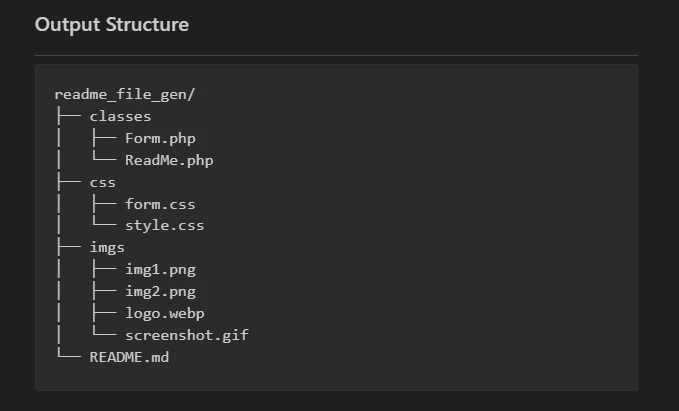 Output Structure
readme_file_gen/
├── classes
│   ├── Form.php
│   └── ReadMe.php
├── css
│   ├── form.css
│   └── style.css
├── imgs
│   ├── img1.png
│   ├── img2.png
│   ├── logo.webp
│   └── screenshot.gif
└── README.md